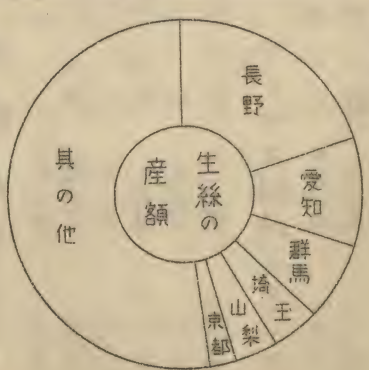 生絲の
産額
長野
愛知
群馬
埼玉
山梨
京都
其の他